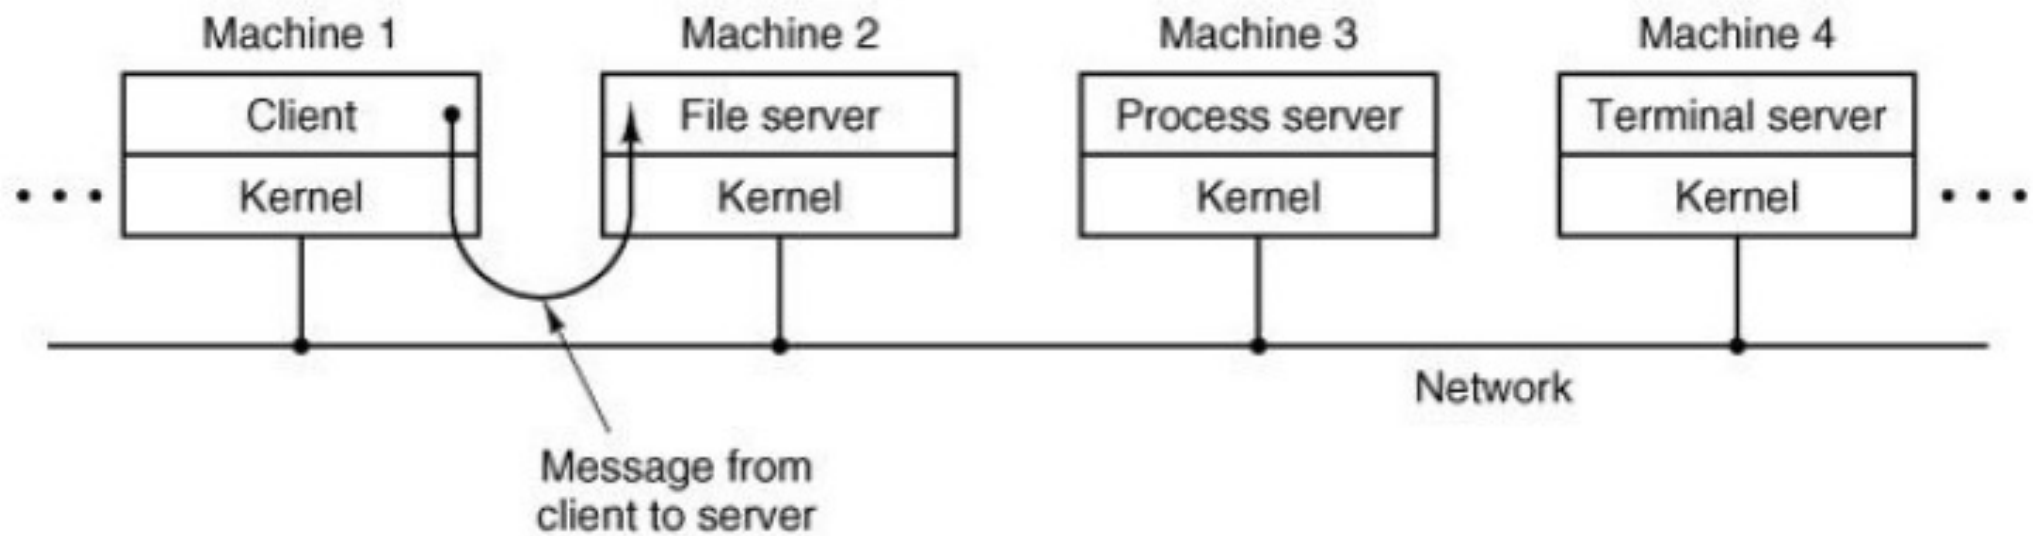 Machine 1
Machine 2
Machine 3
Machine 4
Client
File server
Process server
Terminal server
Kernel
Kernel
Kernel
Kernel
Network
Message from
client to server